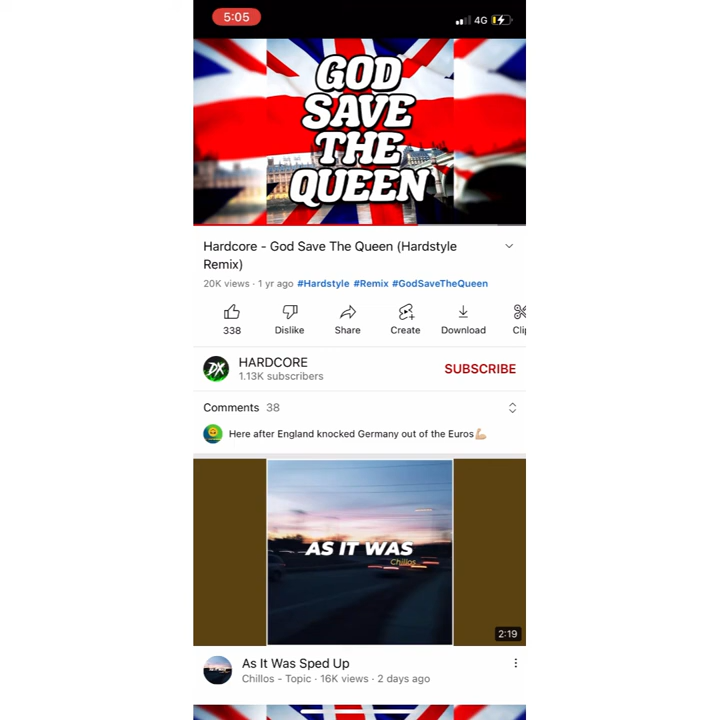 5:05
4G
GOD
SAVE
THE
QUEEN
Hardcore - God Save The Queen (Hardstyle
Remix)
20K views · 1 yr ago #Hardstyle #Remix #GodSaveTheQueen
338
Dislike
Share
Create
Download
Clip
DX
HARDCORE
1.13K subscribers
SUBSCRIBE
Comments 38
Here after England knocked Germany out of the Euros💪🏼
AS IT WAS
Chillos
2:19
As It Was Sped Up
Chillos - Topic · 16K views · 2 days ago